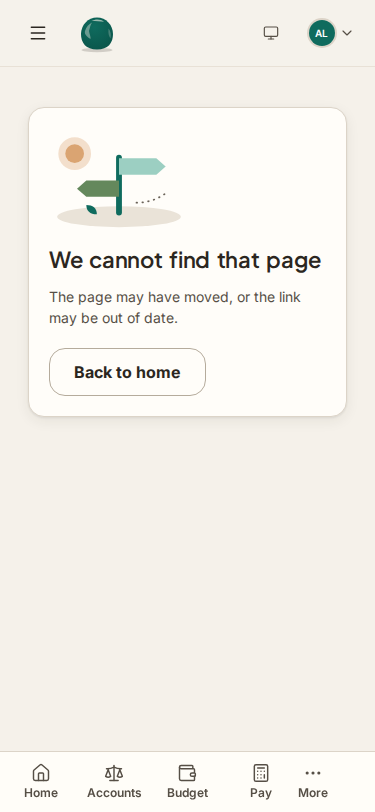 AL
We cannot find that page
The page may have moved, or the link
may be out of date.
Back to home
Home
Accounts
Budget
Pay
More